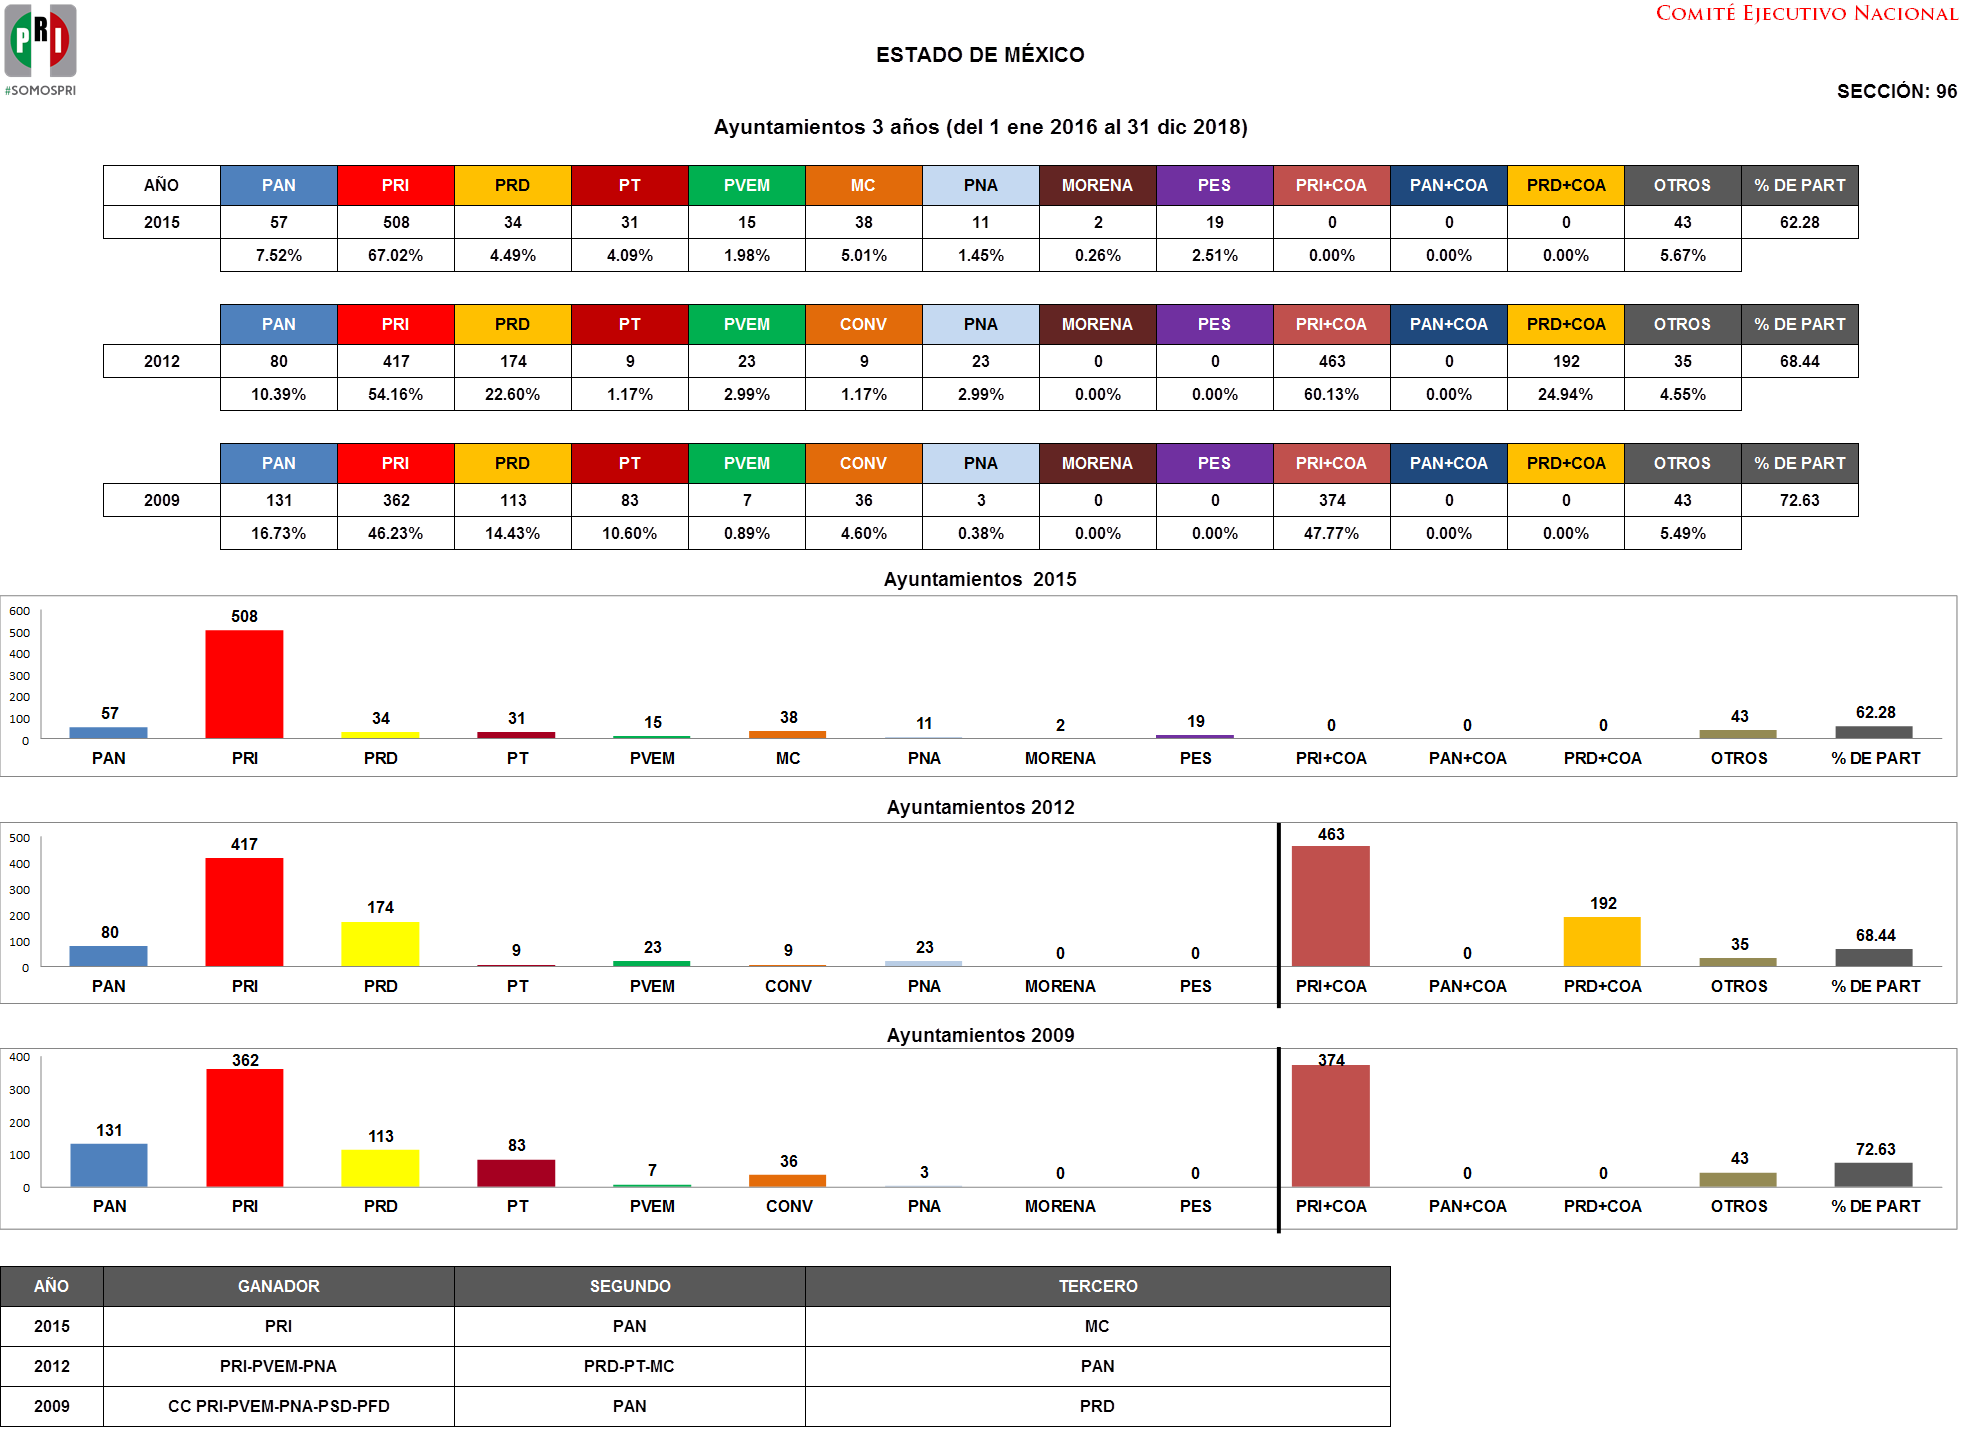 COMITÉ EJECUTIVO NACIONAL
PRI
#SOMOSPRI
ESTADO DE MÉXICO
SECCIÓN: 96
Ayuntamientos 3 años (del 1 ene 2016 al 31 dic 2018)
AÑO PAN PRI PRD PT PVEM MC PNA MORENA PES PRI+COA PAN+COA PRD+COA OTROS % DE PART
2015 57 508 34 31 15 38 11 2 19 0 0 0 43 62.28
7.52% 67.02% 4.49% 4.09% 1.98% 5.01% 1.45% 0.26% 2.51% 0.00% 0.00% 0.00% 5.67%
PAN PRI PRD PT PVEM CONV PNA MORENA PES PRI+COA PAN+COA PRD+COA OTROS % DE PART
2012 80 417 174 9 23 9 23 0 0 463 0 192 35 68.44
10.39% 54.16% 22.60% 1.17% 2.99% 1.17% 2.99% 0.00% 0.00% 60.13% 0.00% 24.94% 4.55%
PAN PRI PRD PT PVEM CONV PNA MORENA PES PRI+COA PAN+COA PRD+COA OTROS % DE PART
2009 131 362 113 83 7 36 3 0 0 374 0 0 43 72.63
16.73% 46.23% 14.43% 10.60% 0.89% 4.60% 0.38% 0.00% 0.00% 47.77% 0.00% 0.00% 5.49%
Ayuntamientos 2015
600
500
400
300
200
100
0
57 508 34 31 15 38 11 2 19 0 0 0 43 62.28
PAN PRI PRD PT PVEM MC PNA MORENA PES PRI+COA PAN+COA PRD+COA OTROS % DE PART
Ayuntamientos 2012
500
400
300
200
100
0
80 417 174 9 23 9 23 0 0 463 0 192 35 68.44
PAN PRI PRD PT PVEM CONV PNA MORENA PES PRI+COA PAN+COA PRD+COA OTROS % DE PART
Ayuntamientos 2009
400
300
200
100
0
131 362 113 83 7 36 3 0 0 374 0 0 43 72.63
PAN PRI PRD PT PVEM CONV PNA MORENA PES PRI+COA PAN+COA PRD+COA OTROS % DE PART
AÑO GANADOR SEGUNDO TERCERO
2015 PRI PAN MC
2012 PRI-PVEM-PNA PRD-PT-MC PAN
2009 CC PRI-PVEM-PNA-PSD-PFD PAN PRD